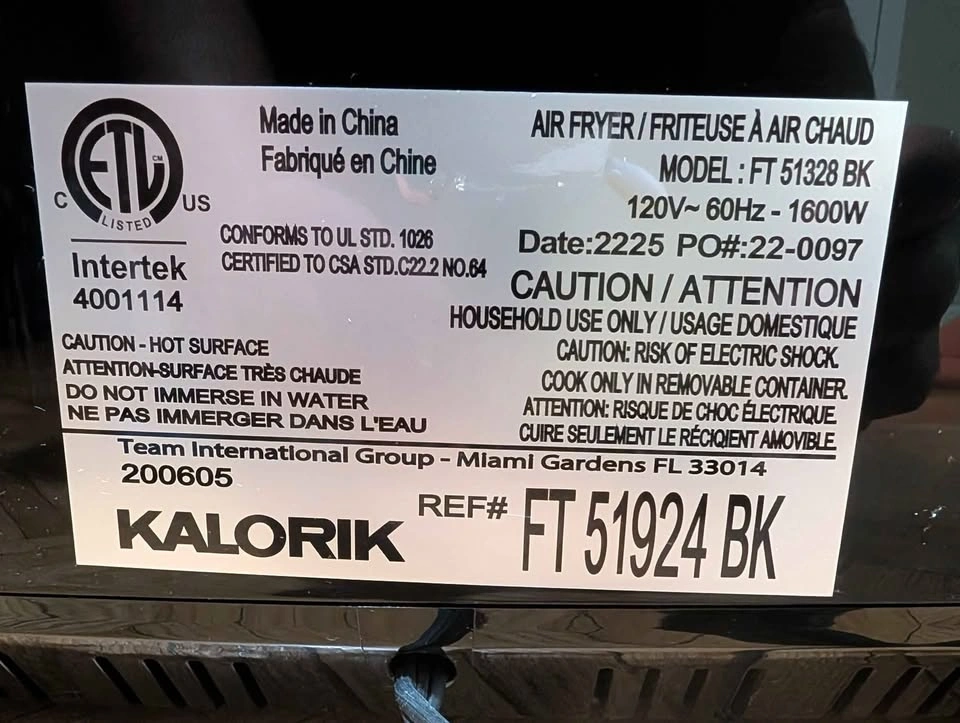 ETL CM
C US
LISTED
Intertek
4001114
Made in China
Fabriqué en Chine
CONFORMS TO UL STD. 1026
CERTIFIED TO CSA STD.C22.2 NO.64
AIR FRYER / FRITEUSE À AIR CHAUD
MODEL : FT 51328 BK
120V~ 60Hz - 1600W
Date:2225 PO#:22-0097
CAUTION / ATTENTION
HOUSEHOLD USE ONLY / USAGE DOMESTIQUE
CAUTION: RISK OF ELECTRIC SHOCK.
COOK ONLY IN REMOVABLE CONTAINER.
ATTENTION: RISQUE DE CHOC ÉLECTRIQUE.
CUIRE SEULEMENT LE RÉCIQIENT AMOVIBLE.
CAUTION - HOT SURFACE
ATTENTION-SURFACE TRÈS CHAUDE
DO NOT IMMERSE IN WATER
NE PAS IMMERGER DANS L'EAU
Team International Group - Miami Gardens FL 33014
200605
KALORIK
REF# FT 51924 BK